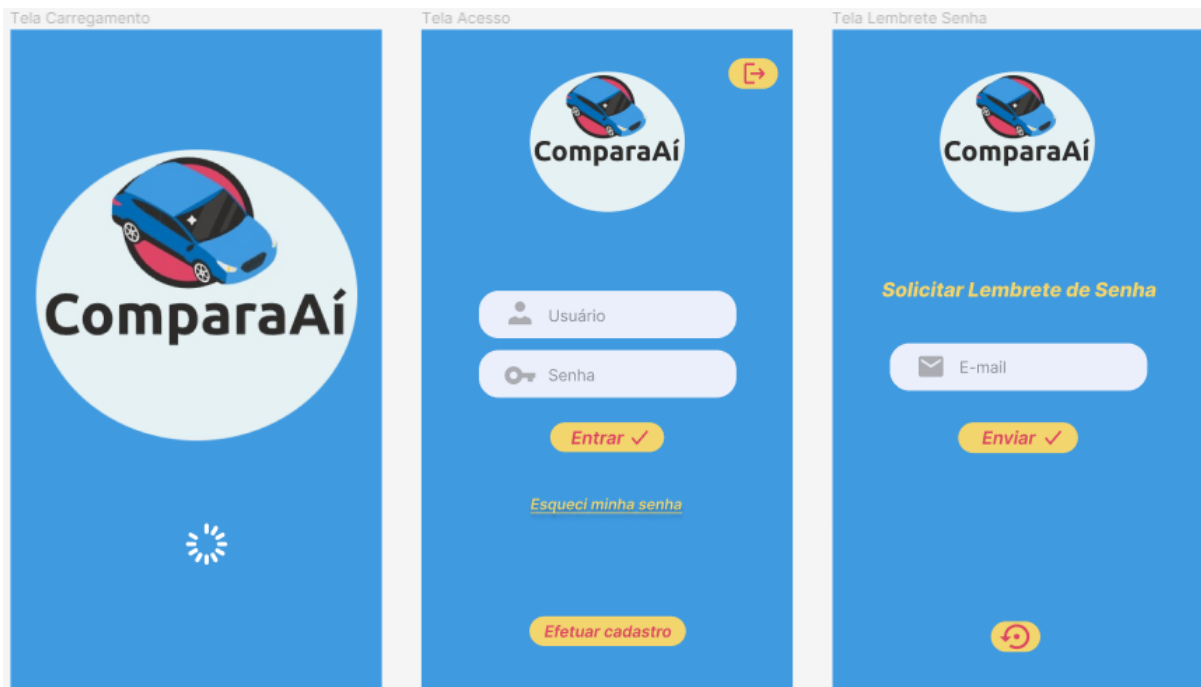 Tela Carregamento
ComparaAí
Tela Acesso
ComparaAí
Usuário
Senha
Entrar
Esqueci minha senha
Efetuar cadastro
Tela Lembrete Senha
ComparaAí
Solicitar Lembrete de Senha
E-mail
Enviar